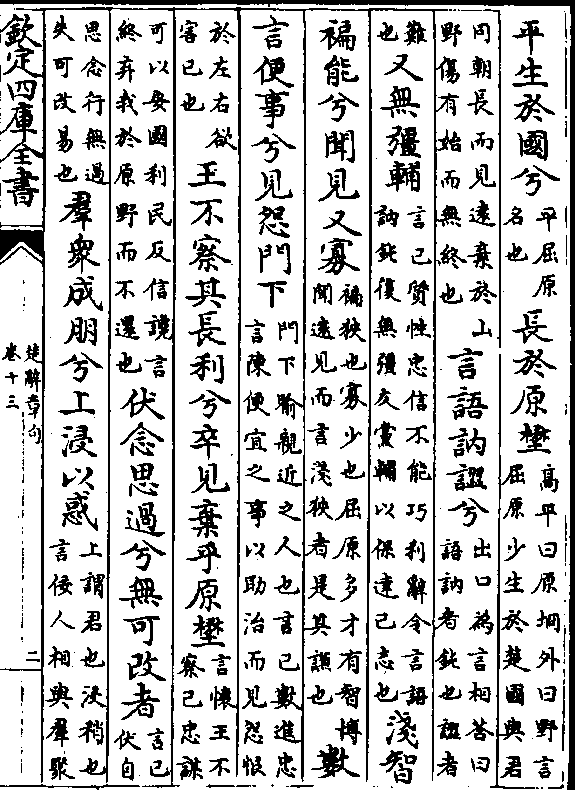 平生於國兮平屈原名也長於原壄高平曰原坰外曰野言屈原少生於楚國與君
同朝長而見逺棄於山野傷有始而無終也言語訥譅兮出口為言相答曰語訥者鈍也譅者
難也又無彊輔言已質性忠信不能巧利辭令言語訥鈍復無彊友黨輔以保達已志也淺智
褊能兮聞見又寡褊狹也寡少也屈原多才有智博聞逺見而言淺狹者是其謙也數
言便事兮見怨門下門下喻親近之人也言已數進忠言陳便宜之事以助治而見怨恨
於左右欲害已也王不察其長利兮卒見棄乎原壄言懷王不察已忠謀
可以安國利民反信讒言終棄我於原野而不還也伏念思過兮無可改者言已伏自
思念行無過失可改易也羣衆成朋兮上浸以惑上謂君也浸稍也言佞人相與羣聚
欽定四庫全書
楚辭章句
卷十三
二